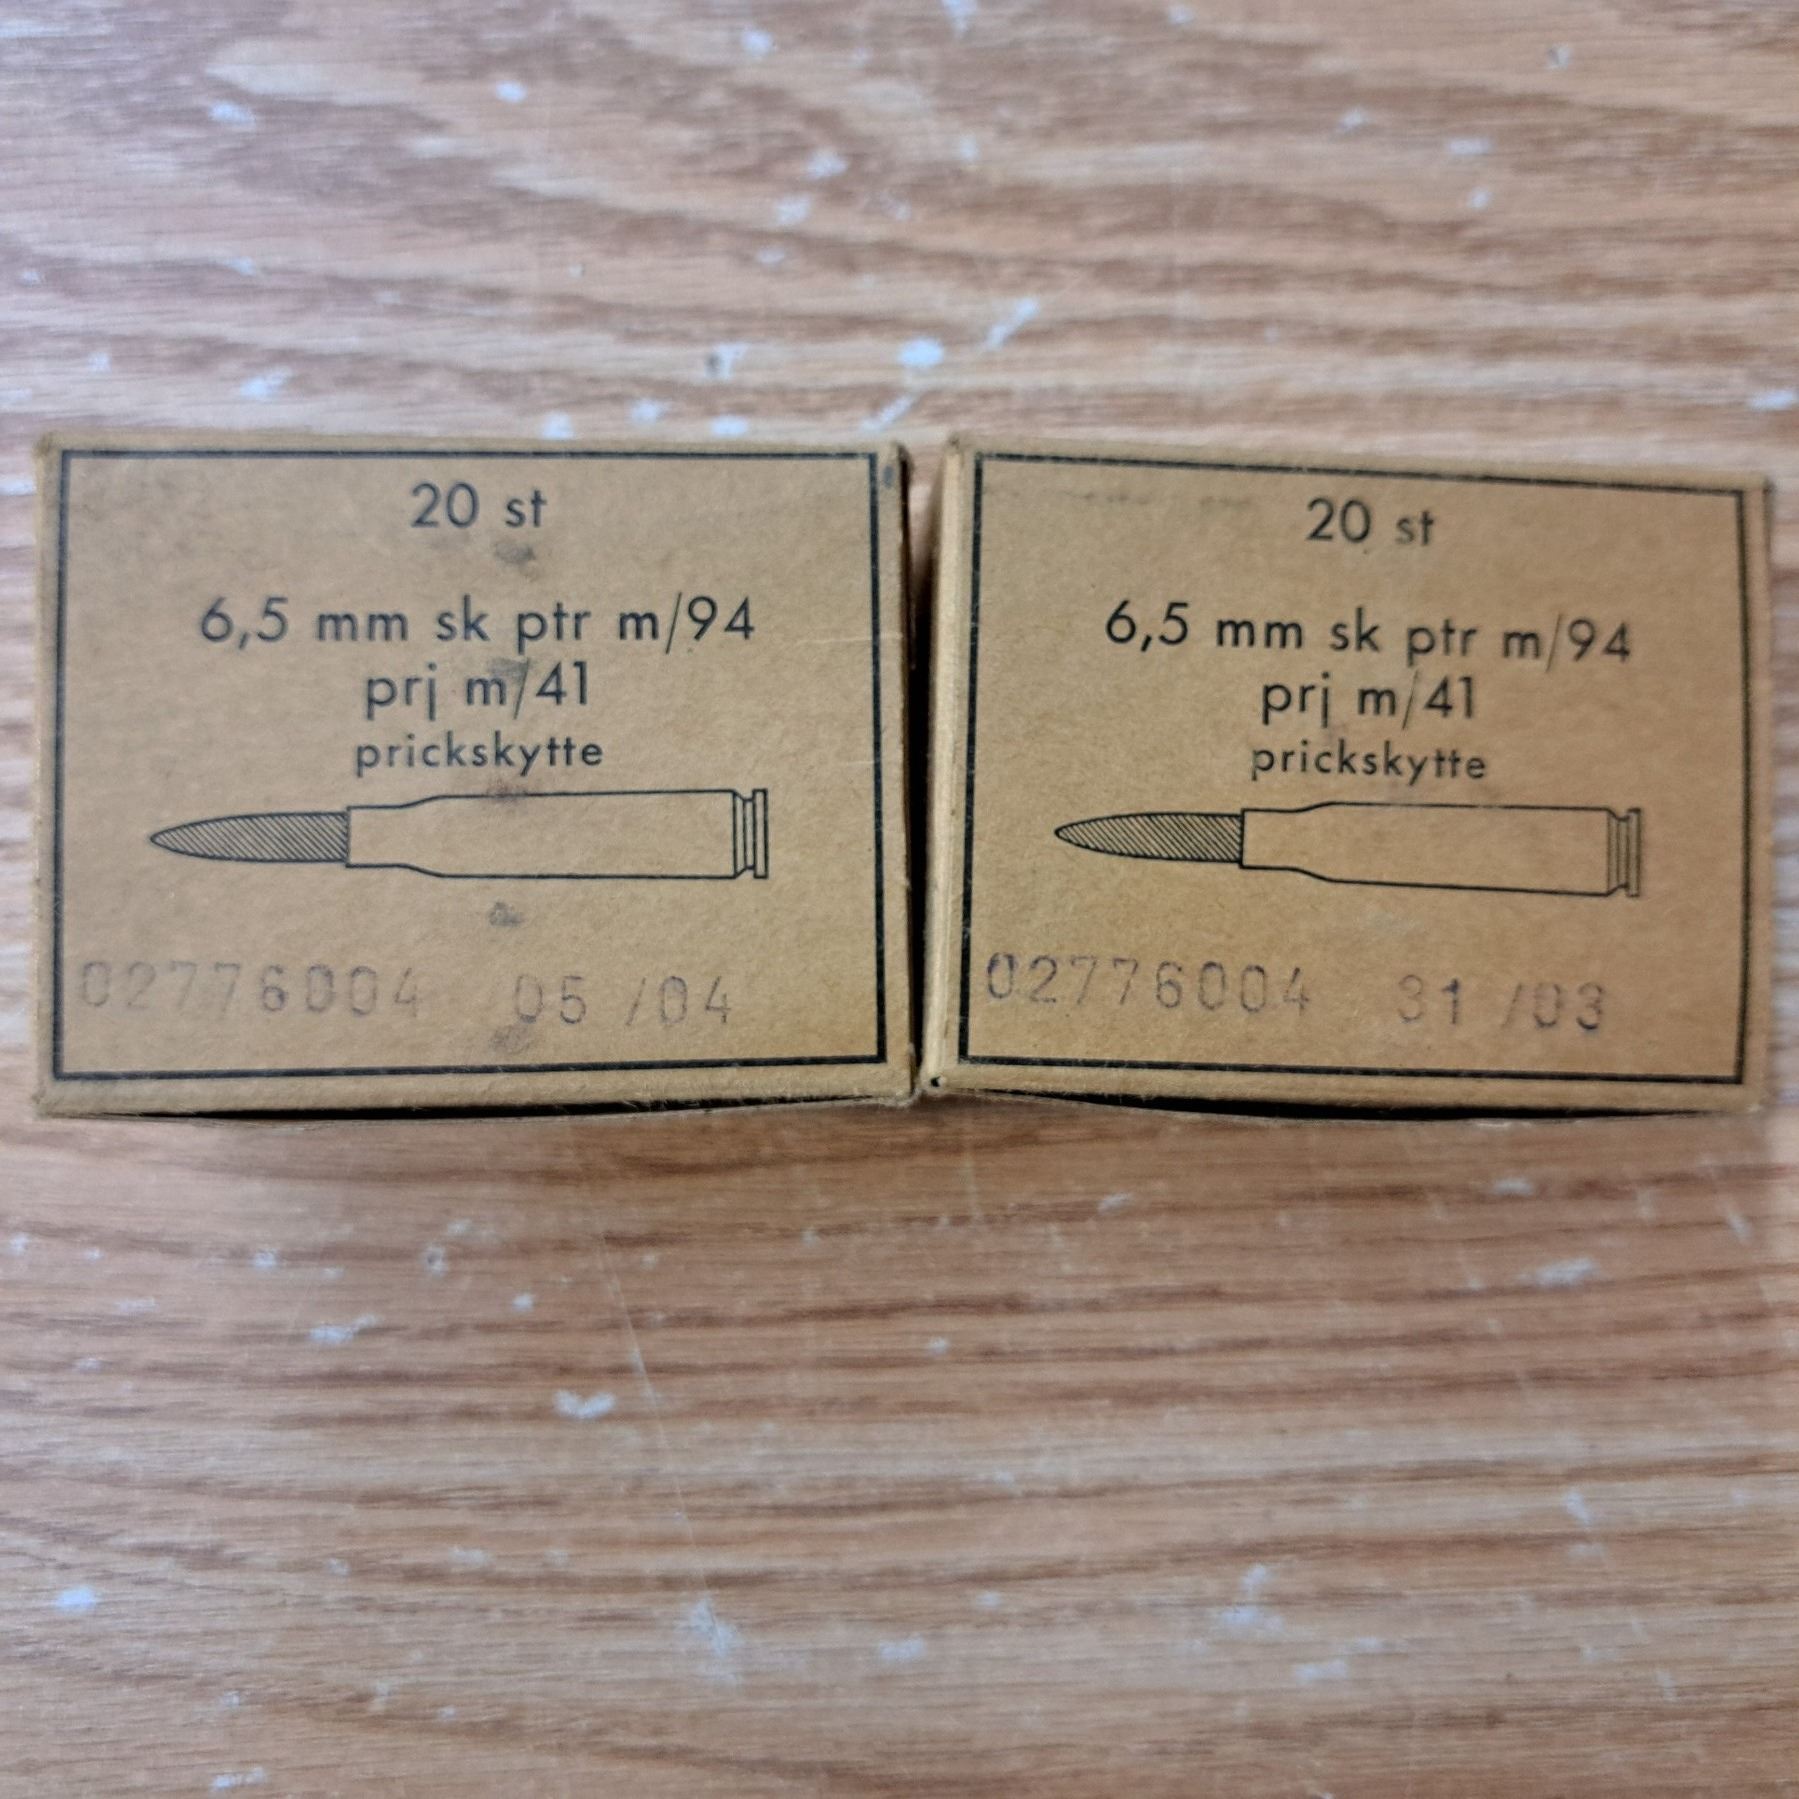 20 st
6,5 mm sk ptr m/94
prj m/41
prickskytte
02776004 05 /04
20 st
6,5 mm sk ptr m/94
prj m/41
prickskytte
02776004 31 /03